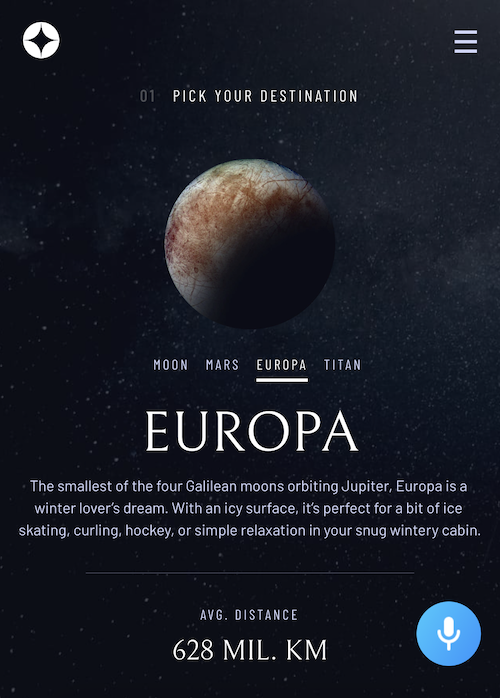 01 PICK YOUR DESTINATION
MOON MARS EUROPA TITAN
EUROPA
The smallest of the four Galilean moons orbiting Jupiter, Europa is a
winter lover’s dream. With an icy surface, it’s perfect for a bit of ice
skating, curling, hockey, or simple relaxation in your snug wintery cabin.
AVG. DISTANCE
628 MIL. KM